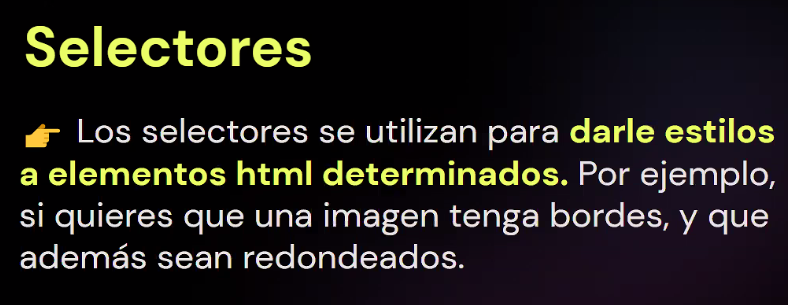 Selectores
👉 Los selectores se utilizan para darle estilos
a elementos html determinados. Por ejemplo,
si quieres que una imagen tenga bordes, y que
además sean redondeados.